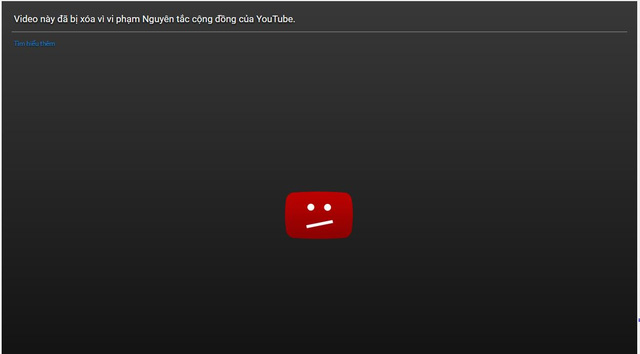 Video này đã bị xóa vì vi phạm Nguyên tắc cộng đồng của YouTube.
Tìm hiểu thêm